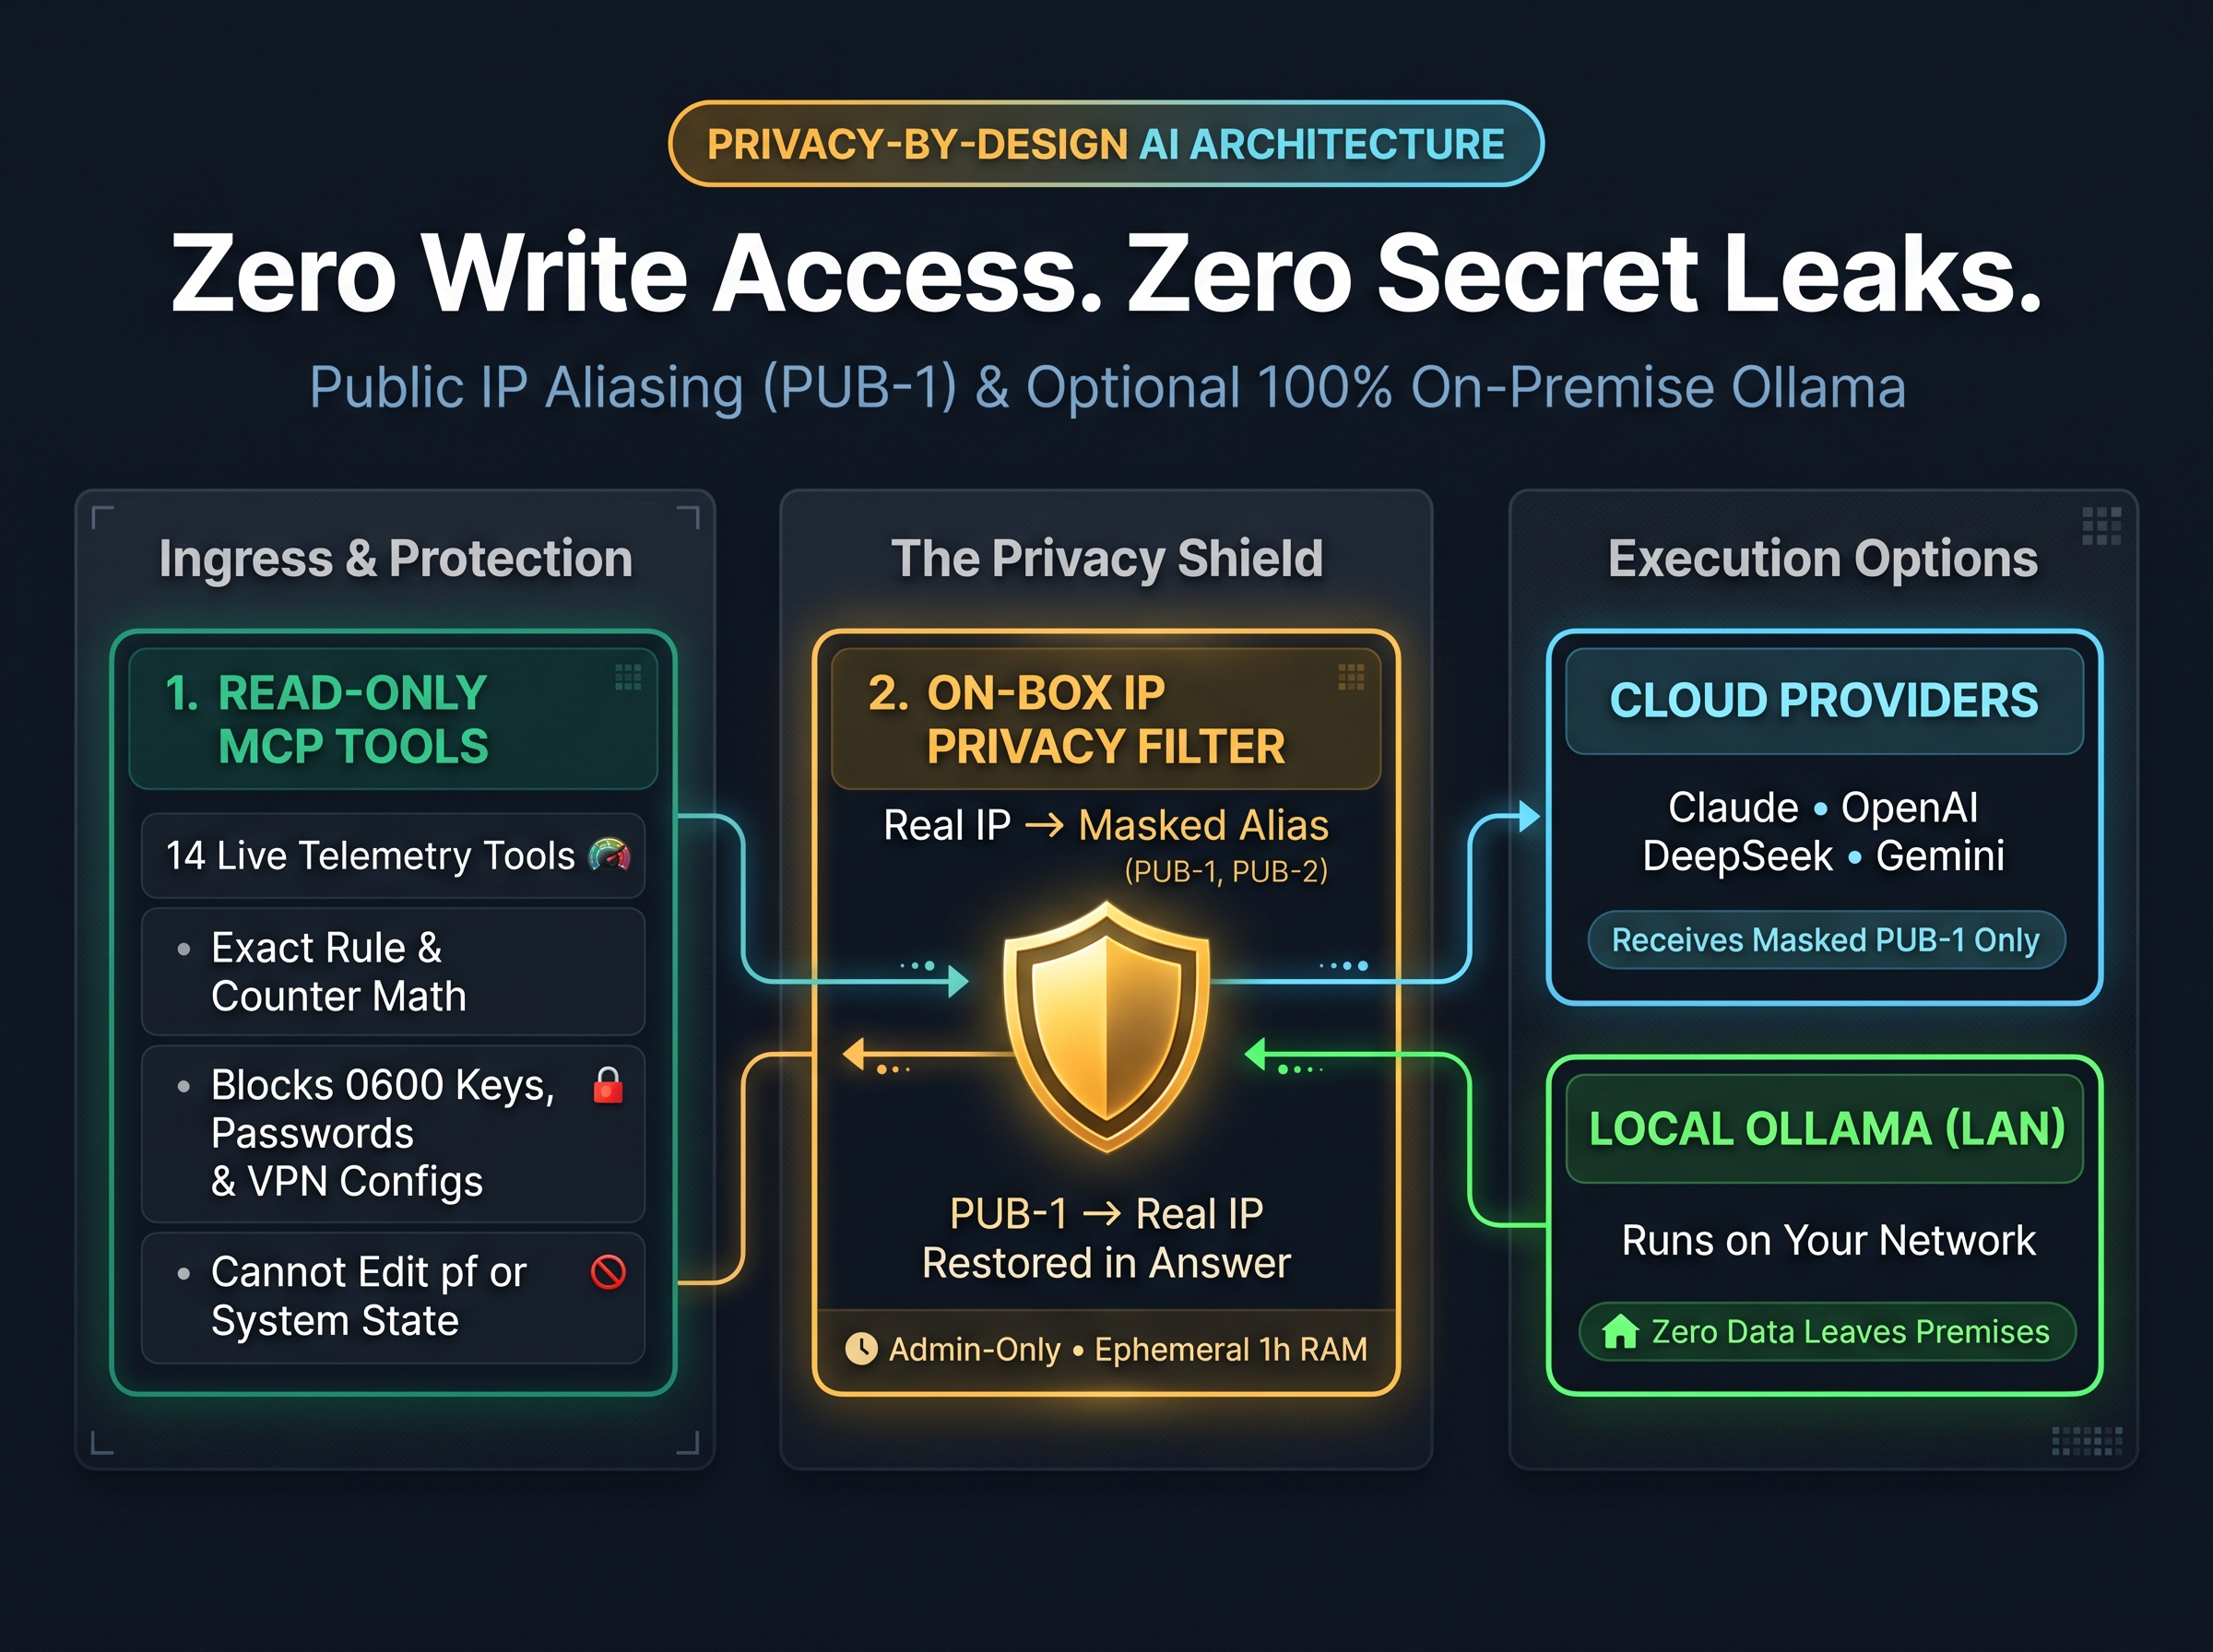 PRIVACY-BY-DESIGN AI ARCHITECTURE
Zero Write Access. Zero Secret Leaks.
Public IP Aliasing (PUB-1) & Optional 100% On-Premise Ollama
Ingress & Protection
1. READ-ONLY
MCP TOOLS
14 Live Telemetry Tools
• Exact Rule &
Counter Math
• Blocks 0600 Keys,
Passwords
& VPN Configs
• Cannot Edit pf or
System State
The Privacy Shield
2. ON-BOX IP
PRIVACY FILTER
Real IP → Masked Alias
(PUB-1, PUB-2)
PUB-1 → Real IP
Restored in Answer
Admin-Only • Ephemeral 1h RAM
Execution Options
CLOUD PROVIDERS
Claude • OpenAI
DeepSeek • Gemini
Receives Masked PUB-1 Only
LOCAL OLLAMA (LAN)
Runs on Your Network
Zero Data Leaves Premises